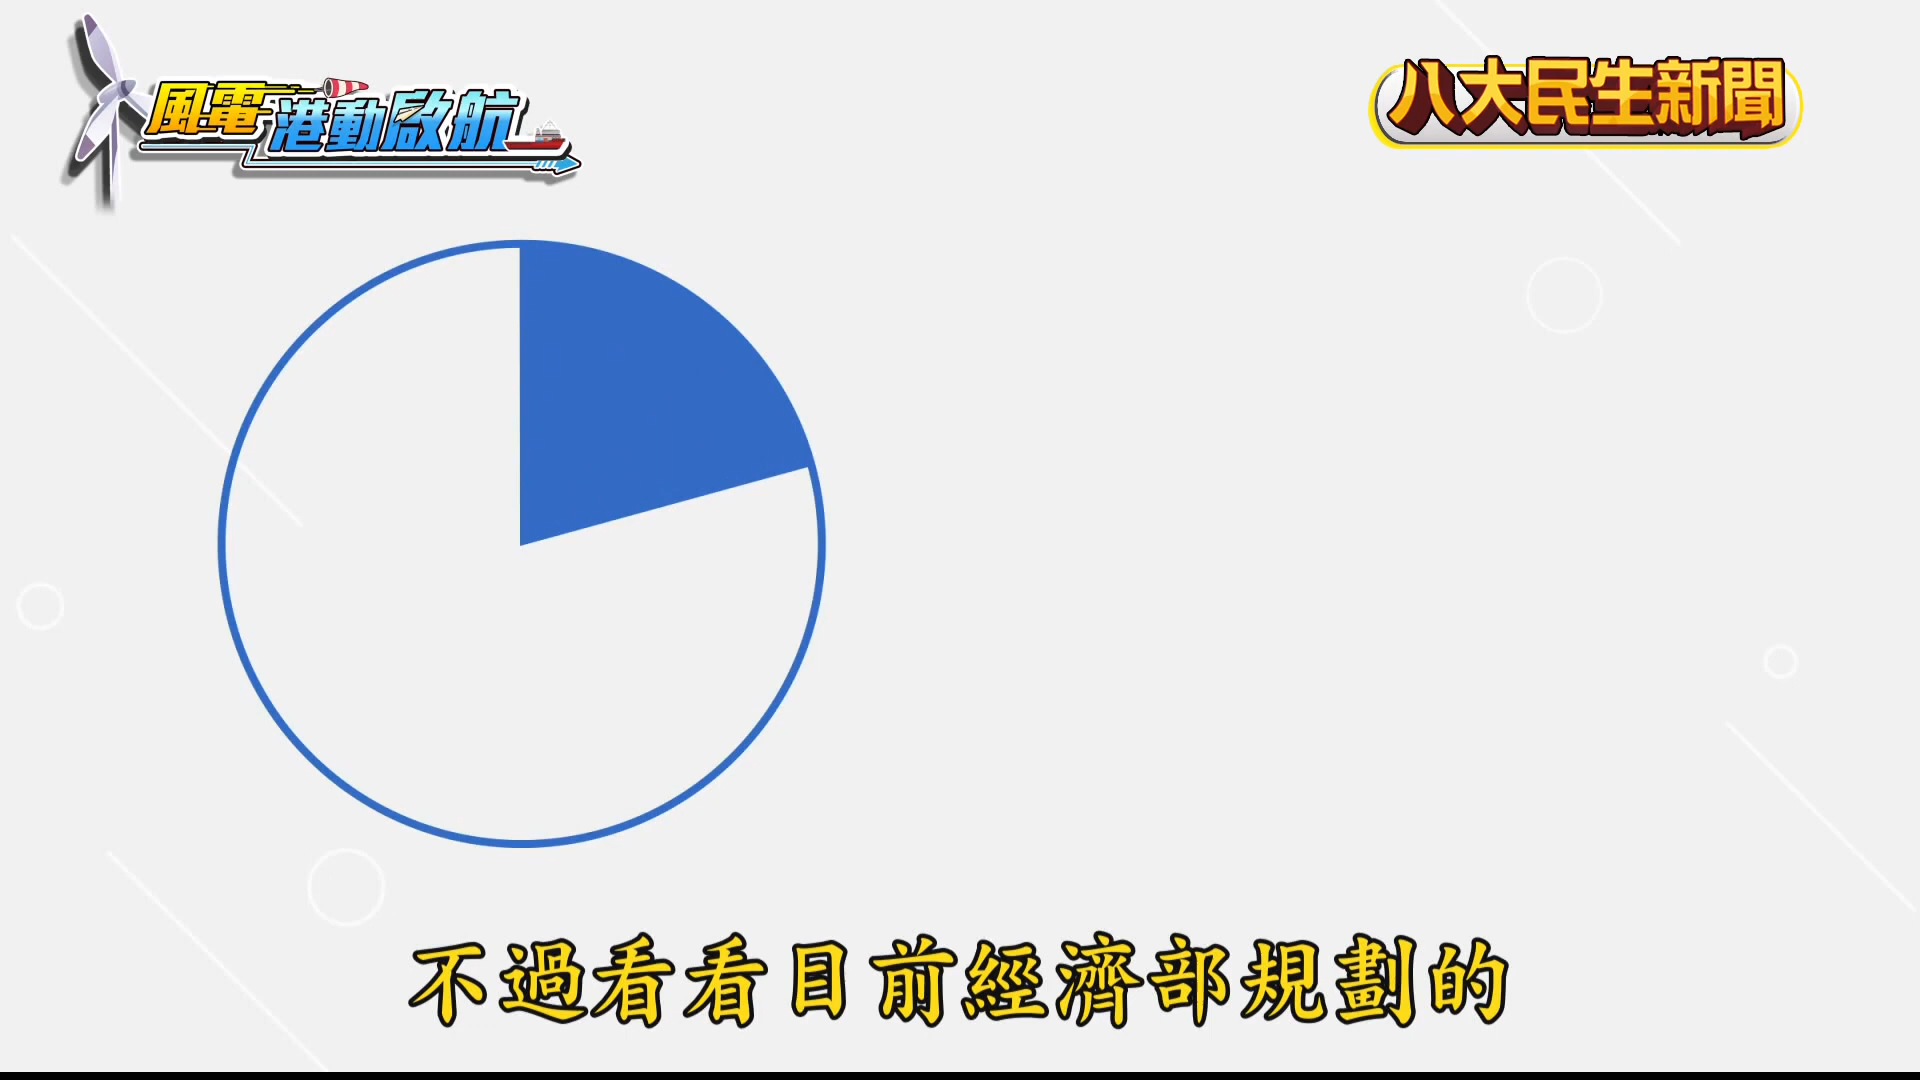 風電港動啟航
八大民生新聞
不過看看目前經濟部規劃的